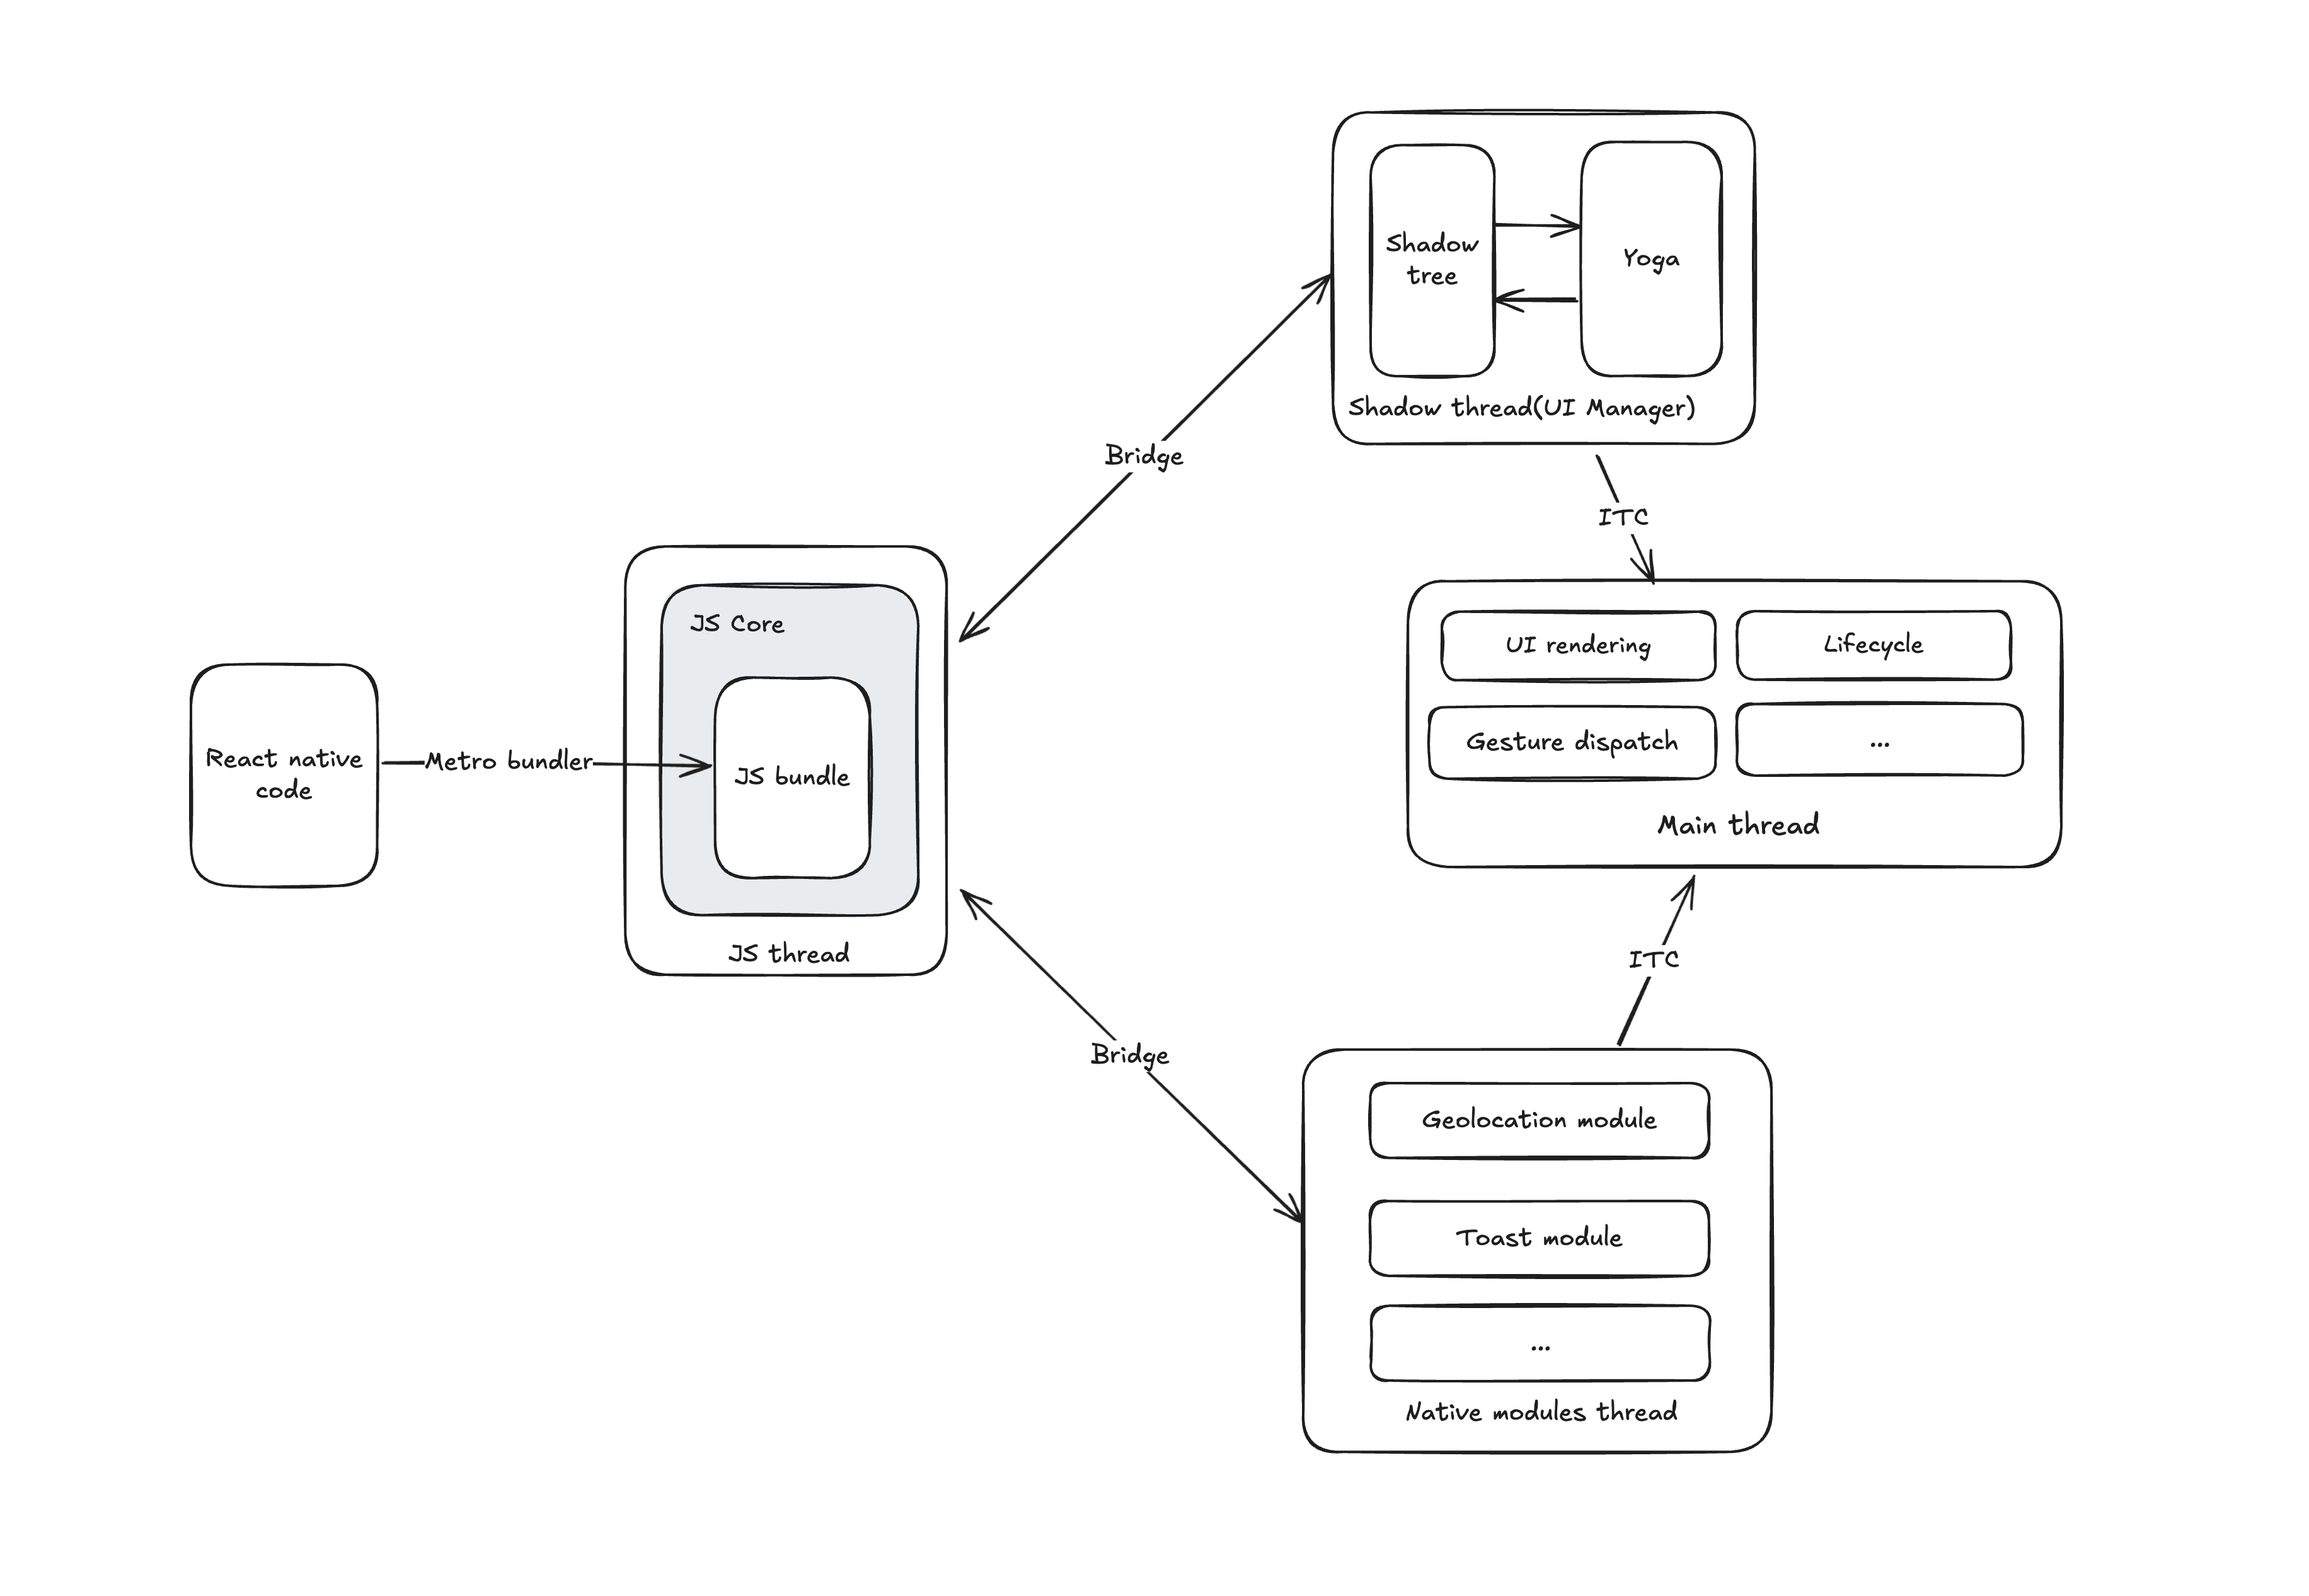 React native
code
Metro bundler
JS Core
JS bundle
JS thread
Bridge
Shadow
tree
Yoga
Shadow thread(UI Manager)
ITC
UI rendering
Lifecycle
Gesture dispatch
...
Main thread
ITC
Bridge
Geolocation module
Toast module
...
Native modules thread